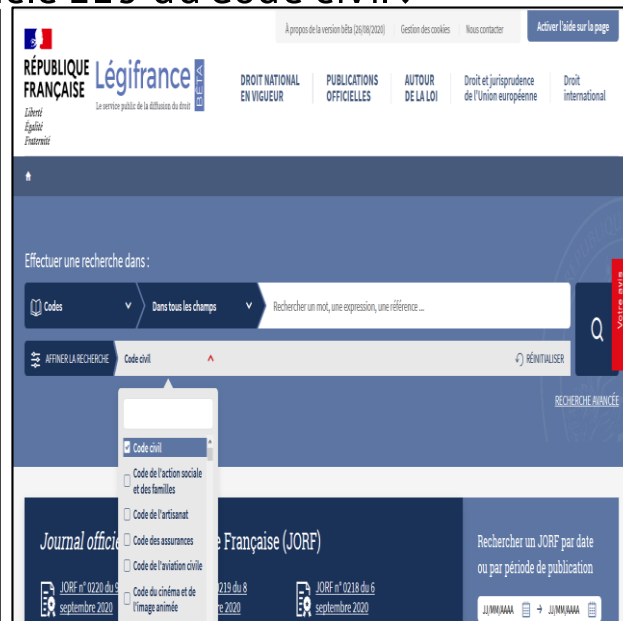 du Code civil ?
À propos de la version bêta (26/08/2020) Gestion des cookies Nous contacter Activer l'aide sur la page
RÉPUBLIQUE
FRANÇAISE
Liberté
Égalité
Fraternité
Légifrance BÊTA
Le service public de la diffusion du droit
DROIT NATIONAL
EN VIGUEUR
PUBLICATIONS
OFFICIELLES
AUTOUR
DE LA LOI
Droit et jurisprudence
de l'Union européenne
Droit
international
Effectuer une recherche dans :
Codes Dans tous les champs Rechercher un mot, une expression, une référence ...
Votre avis
AFFINER LA RECHERCHE Code civil RÉINITIALISER
RECHERCHE AVANCÉE
Code civil
Code de l'action sociale
et des familles
Code de l'artisanat
Code des assurances
Code de l'aviation civile
Code du cinéma et de
l'image animée
Journal offici e Française (JORF)
JORF n° 0220 du 9
septembre 2020
0219 du 8
re 2020
JORF n° 0218 du 6
septembre 2020
Rechercher un JORF par date
ou par période de publication
JJ/MM/AAAA → JJ/MM/AAAA